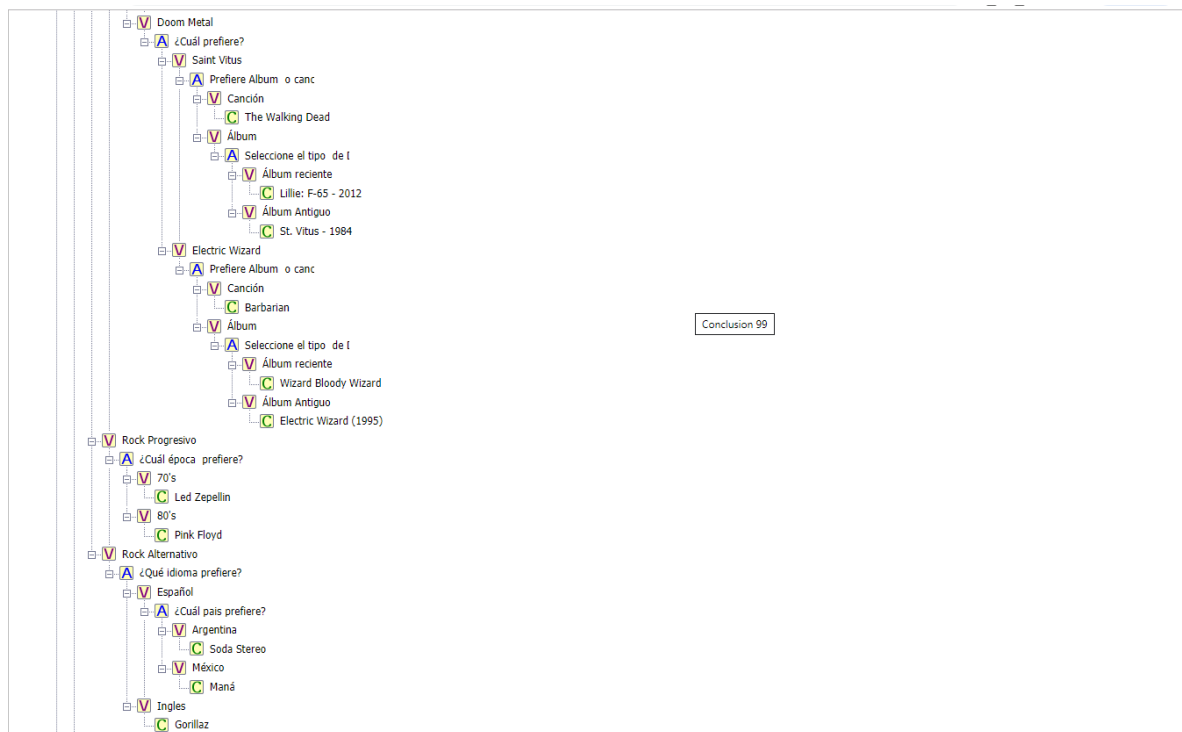 V Doom Metal
A ¿Cuál prefiere?
V Saint Vitus
A Prefiere Album o canc
V Canción
C The Walking Dead
V Álbum
A Seleccione el tipo de I
V Álbum reciente
C Lillie: F-65 - 2012
V Álbum Antiguo
C St. Vitus - 1984
V Electric Wizard
A Prefiere Album o canc
V Canción
C Barbarian
Conclusion 99
V Álbum
A Seleccione el tipo de I
V Álbum reciente
C Wizard Bloody Wizard
V Álbum Antiguo
C Electric Wizard (1995)
V Rock Progresivo
A ¿Cuál época prefiere?
V 70's
C Led Zepellin
V 80's
C Pink Floyd
V Rock Alternativo
A ¿Qué idioma prefiere?
V Español
A ¿Cuál pais prefiere?
V Argentina
C Soda Stereo
V México
C Maná
V Ingles
C Gorillaz